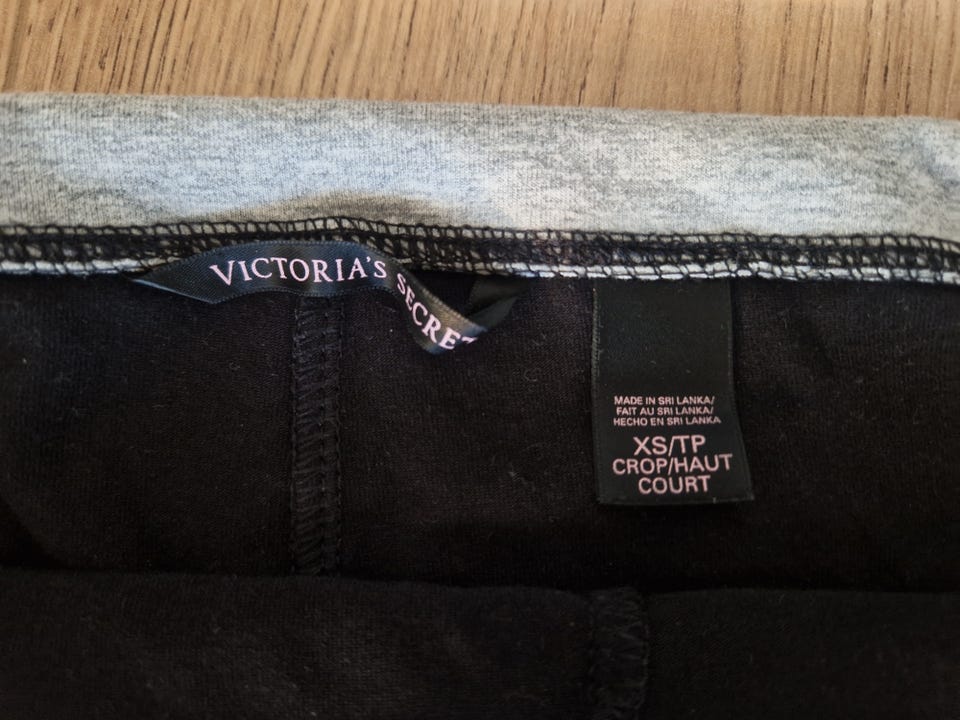 VICTORIA'S SECRET
MADE IN SRI LANKA/
FAIT AU SRI LANKA/
HECHO EN SRI LANKA
XS/TP
CROP/HAUT
COURT